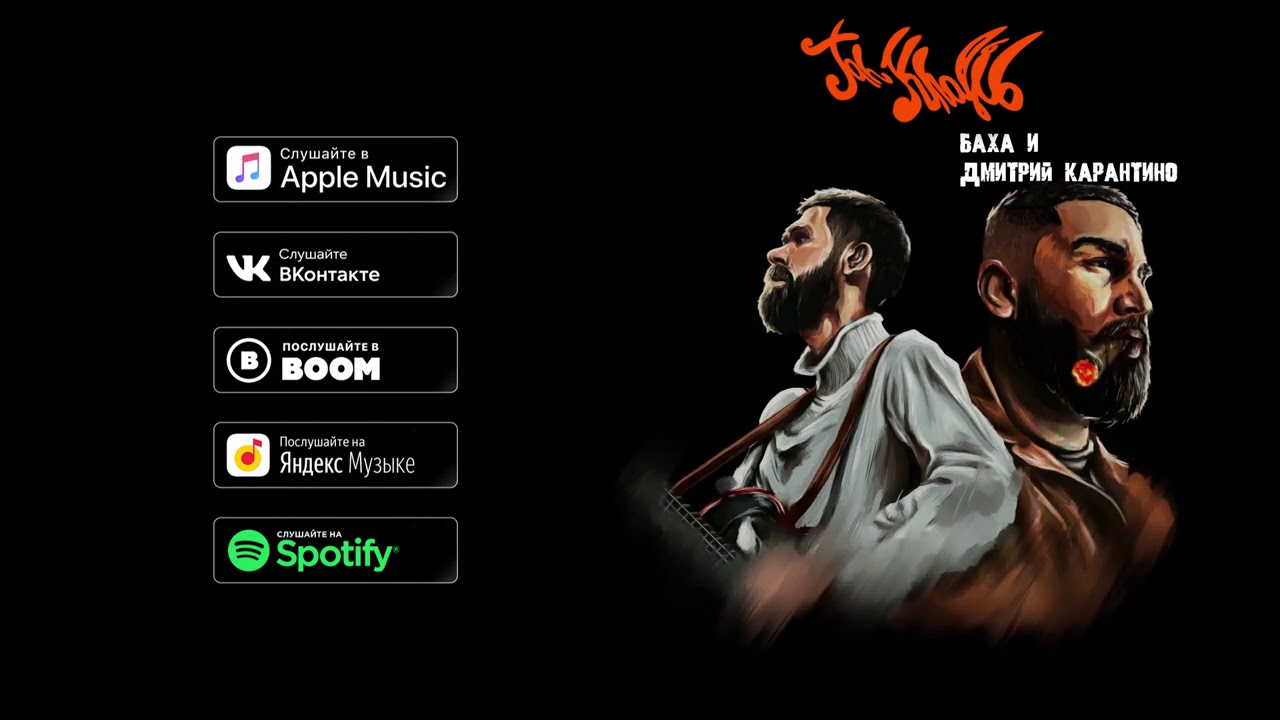 Слушайте в
Apple Music
Слушайте
ВКонтакте
ПОСЛУШАЙТЕ В
BOOM
Послушайте на
Яндекс Музыке
СЛУШАЙТЕ НА
Spotify®
БАХА И
ДМИТРИЙ КАРАНТИНО